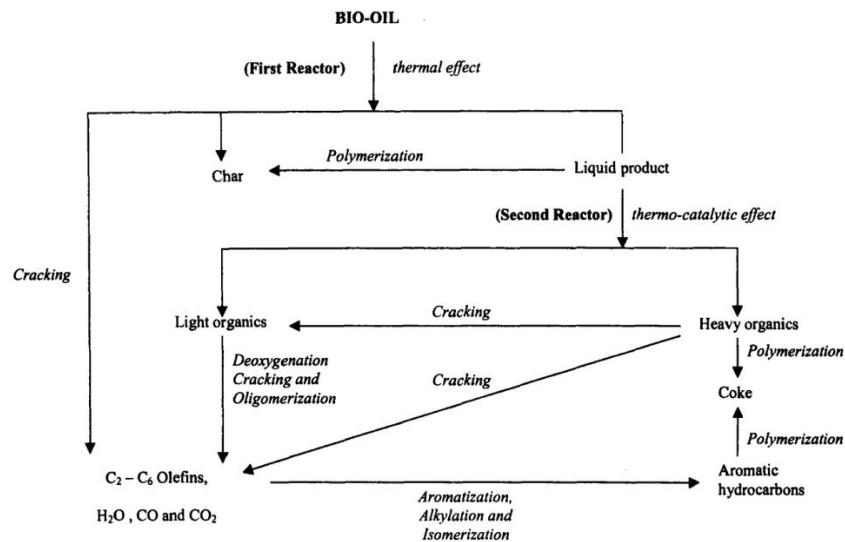 BIO-OIL
(First Reactor)
thermal effect
Polymerization
Char
Liquid product
(Second Reactor)
thermo-catalytic effect
Cracking
Light organics
Cracking
Heavy organics
Deoxygenation
Cracking and
Oligomerization
Cracking
Polymerization
Coke
Polymerization
C₂ – C₆ Olefins,
H₂O , CO and CO₂
Aromatization,
Alkylation and
Isomerization
Aromatic
hydrocarbons